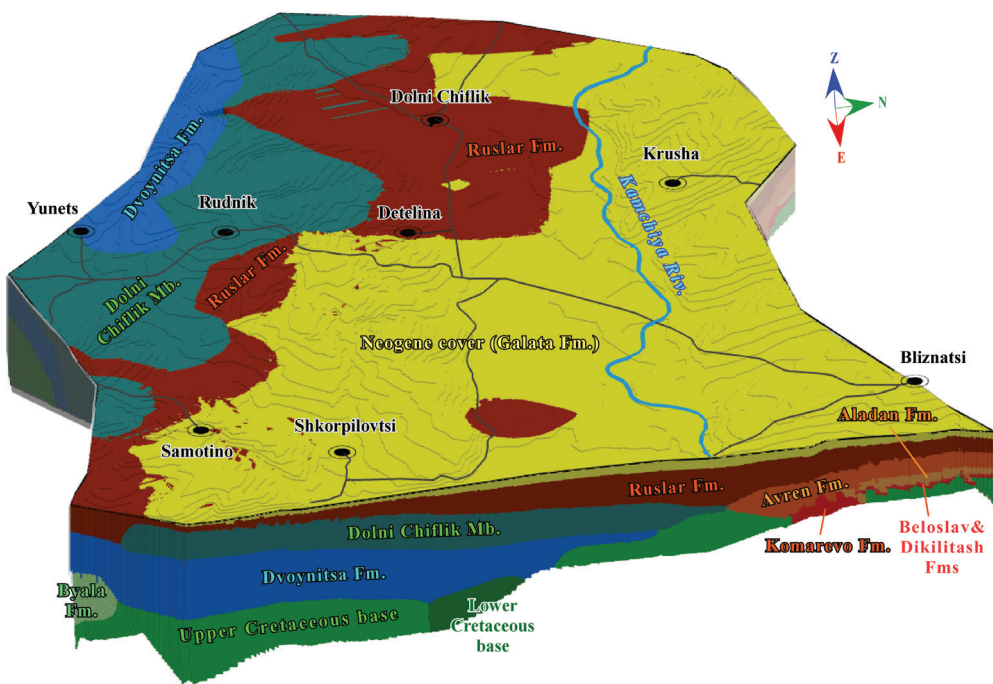 Z
N
E
Dolni Chiflik
Ruslar Fm.
Krusha
Dvoynitsa Fm.
Yunets
Rudnik
Detelina
Kamchiya Riv.
Ruslar Fm.
Dolni
Chiflik Mb.
Neogene cover (Galata Fm.)
Bliznatsi
Aladan Fm.
Samotino
Shkorpilovtsi
Ruslar Fm.
Avren Fm.
Dolni Chiflik Mb.
Komarevo Fm.
Beloslav&
Dikilitash
Fms
Dvoynitsa Fm.
Byala
Fm.
Upper Cretaceous base
Lower
Cretaceous
base